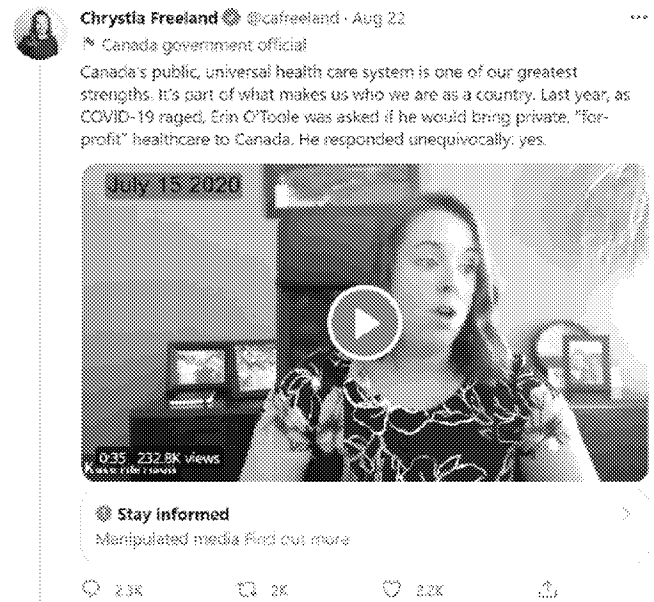 Chrystia Freeland @cafreeland · Aug 22
Canada government official
Canada's public, universal health care system is one of our greatest
strengths. It's part of what makes us who we are as a country. Last year, as
COVID-19 raged, Erin O'Toole was asked if he would bring private, "for-
profit" healthcare to Canada. He responded unequivocally: yes.
July 15 2020
0:35 232.8K views
Stay informed
Manipulated media Find out more
2.3K 2K 2.2K